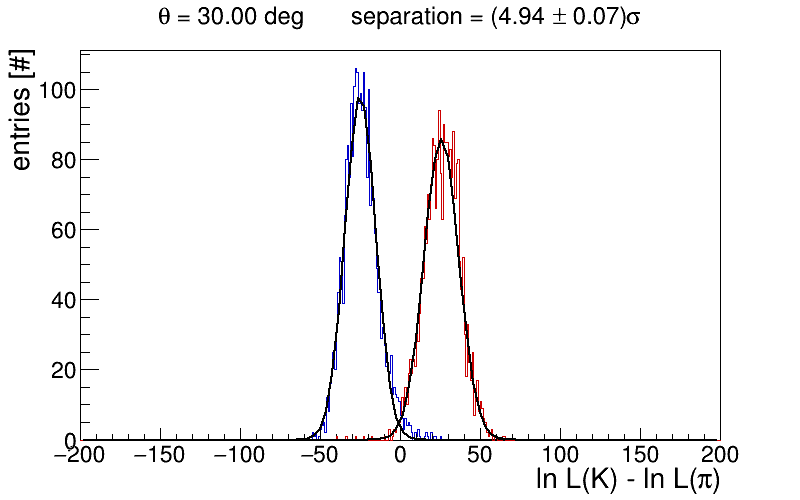 θ = 30.00 deg separation = (4.94 ± 0.07)σ
entries [#]
100
80
60
40
20
0
−200 −150 −100 −50 0 50 100 150 200
ln L(K) - ln L(π)